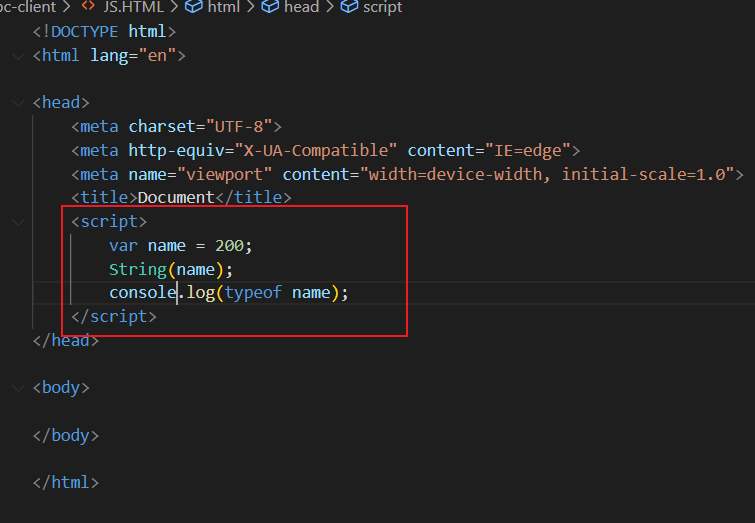 oc-client > <> JS.HTML > html > head > script
<!DOCTYPE html>
<html lang="en">
<head>
<meta charset="UTF-8">
<meta http-equiv="X-UA-Compatible" content="IE=edge">
<meta name="viewport" content="width=device-width, initial-scale=1.0">
<title>Document</title>
<script>
var name = 200;
String(name);
console.log(typeof name);
</script>
</head>
<body>
</body>
</html>